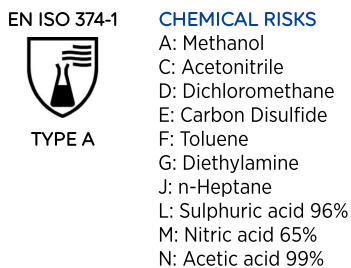 EN ISO 374-1
TYPE A
CHEMICAL RISKS
A: Methanol
C: Acetonitrile
D: Dichloromethane
E: Carbon Disulfide
F: Toluene
G: Diethylamine
J: n-Heptane
L: Sulphuric acid 96%
M: Nitric acid 65%
N: Acetic acid 99%